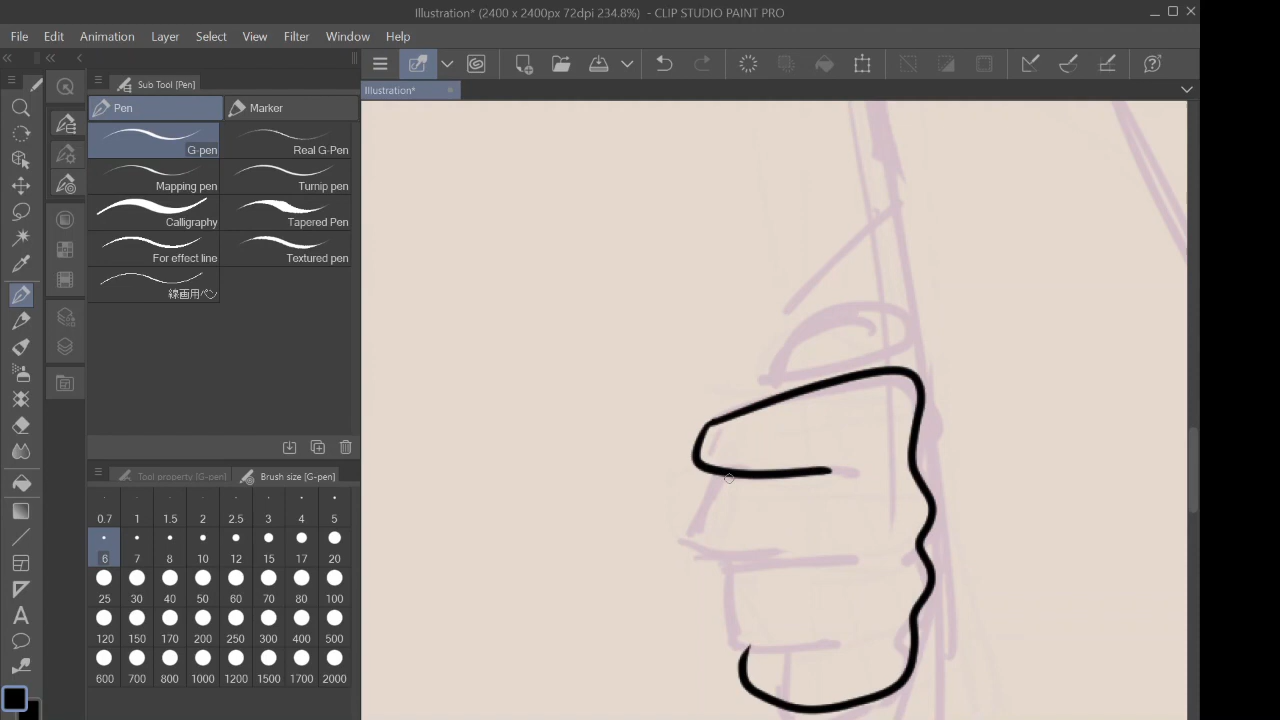 Illustration* (2400 x 2400px 72dpi 234.8%) - CLIP STUDIO PAINT PRO
File Edit Animation Layer Select View Filter Window Help
Sub Tool [Pen]
Illustration*
Pen Marker
G-pen Real G-Pen
Mapping pen Turnip pen
Calligraphy Tapered Pen
For effect line Textured pen
線画用ペン
Tool property [G-pen] Brush size [G-pen]
0.7 1 1.5 2 2.5 3 4 5
6 7 8 10 12 15 17 20
25 30 40 50 60 70 80 100
120 150 170 200 250 300 400 500
600 700 800 1000 1200 1500 1700 2000